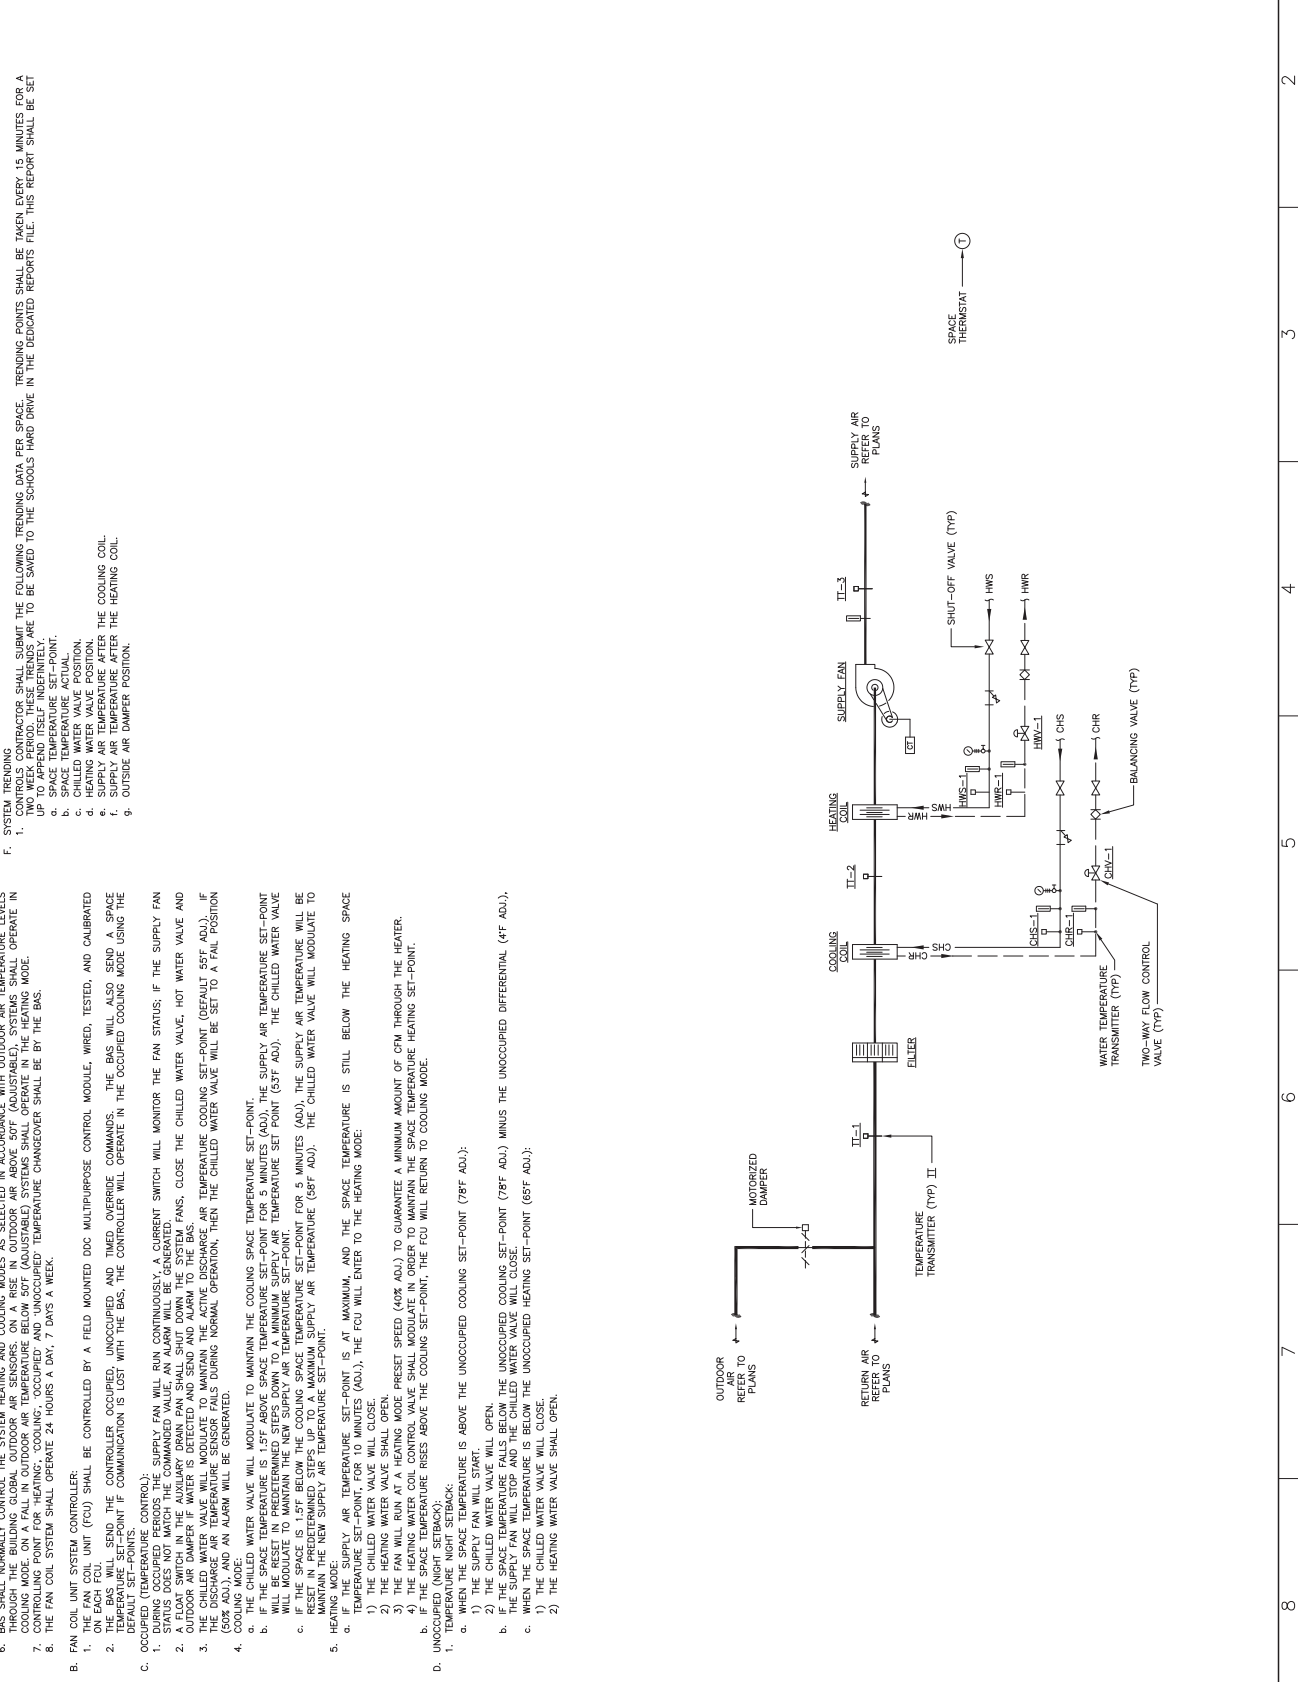 6. BAS SHALL NORMALLY CONTROL THE SYSTEM HEATING AND COOLING MODES AS SELECTED IN ACCORDANCE WITH OUTDOOR AIR TEMPERATURE LEVELS
THROUGH THE BUILDING GLOBAL OUTDOOR AIR SENSORS. ON A RISE IN OUTDOOR AIR ABOVE 50°F (ADJUSTABLE), SYSTEMS SHALL OPERATE IN
COOLING MODE. ON A FALL IN OUTDOOR AIR TEMPERATURE BELOW 50°F (ADJUSTABLE) SYSTEMS SHALL OPERATE IN THE HEATING MODE.
7. CONTROLLING POINT FOR 'HEATING', 'COOLING', 'OCCUPIED' AND 'UNOCCUPIED' TEMPERATURE CHANGEOVER SHALL BE BY THE BAS.
8. THE FAN COIL SYSTEM SHALL OPERATE 24 HOURS A DAY, 7 DAYS A WEEK.
B. FAN COIL UNIT SYSTEM CONTROLLER:
1. THE FAN COIL UNIT (FCU) SHALL BE CONTROLLED BY A FIELD MOUNTED DDC MULTIPURPOSE CONTROL MODULE, WIRED, TESTED, AND CALIBRATED
ON EACH FCU.
2. THE BAS WILL SEND THE CONTROLLER OCCUPIED, UNOCCUPIED AND TIMED OVERRIDE COMMANDS. THE BAS WILL ALSO SEND A SPACE
TEMPERATURE SET-POINT IF COMMUNICATION IS LOST WITH THE BAS, THE CONTROLLER WILL OPERATE IN THE OCCUPIED COOLING MODE USING THE
DEFAULT SET-POINTS.
C. OCCUPIED (TEMPERATURE CONTROL):
1. DURING OCCUPIED PERIODS THE SUPPLY FAN WILL RUN CONTINUOUSLY, A CURRENT SWITCH WILL MONITOR THE FAN STATUS; IF THE SUPPLY FAN
STATUS DOES NOT MATCH THE COMMANDED VALUE, AN ALARM WILL BE GENERATED.
2. A FLOAT SWITCH IN THE AUXILIARY DRAIN PAN SHALL SHUT DOWN THE SYSTEM FANS, CLOSE THE CHILLED WATER VALVE, HOT WATER VALVE AND
OUTDOOR AIR DAMPER IF WATER IS DETECTED AND SEND AND ALARM TO THE BAS.
3. THE CHILLED WATER VALVE WILL MODULATE TO MAINTAIN THE ACTIVE DISCHARGE AIR TEMPERATURE COOLING SET-POINT (DEFAULT 55°F ADJ.). IF
THE DISCHARGE AIR TEMPERATURE SENSOR FAILS DURING NORMAL OPERATION, THEN THE CHILLED WATER VALVE WILL BE SET TO A FAIL POSITION
(50% ADJ.), AND AN ALARM WILL BE GENERATED.
4. COOLING MODE:
a. THE CHILLED WATER VALVE WILL MODULATE TO MAINTAIN THE COOLING SPACE TEMPERATURE SET-POINT.
b. IF THE SPACE TEMPERATURE IS 1.5°F ABOVE SPACE TEMPERATURE SET-POINT FOR 5 MINUTES (ADJ), THE SUPPLY AIR TEMPERATURE SET-POINT
WILL BE RESET IN PREDETERMINED STEPS DOWN TO A MINIMUM SUPPLY AIR TEMPERATURE SET POINT (53°F ADJ). THE CHILLED WATER VALVE
WILL MODULATE TO MAINTAIN THE NEW SUPPLY AIR TEMPERATURE SET-POINT.
c. IF THE SPACE IS 1.5°F BELOW THE COOLING SPACE TEMPERATURE SET-POINT FOR 5 MINUTES (ADJ), THE SUPPLY AIR TEMPERATURE WILL BE
RESET IN PREDETERMINED STEPS UP TO A MAXIMUM SUPPLY AIR TEMPERATURE (58°F ADJ). THE CHILLED WATER VALVE WILL MODULATE TO
MAINTAIN THE NEW SUPPLY AIR TEMPERATURE SET-POINT.
5. HEATING MODE:
a. IF THE SUPPLY AIR TEMPERATURE SET-POINT IS AT MAXIMUM, AND THE SPACE TEMPERATURE IS STILL BELOW THE HEATING SPACE
TEMPERATURE SET-POINT, FOR 10 MINUTES (ADJ.), THE FCU WILL ENTER TO THE HEATING MODE:
1) THE CHILLED WATER VALVE WILL CLOSE.
2) THE HEATING WATER VALVE SHALL OPEN.
3) THE FAN WILL RUN AT A HEATING MODE PRESET SPEED (40% ADJ.) TO GUARANTEE A MINIMUM AMOUNT OF CFM THROUGH THE HEATER.
4) THE HEATING WATER COIL CONTROL VALVE SHALL MODULATE IN ORDER TO MAINTAIN THE SPACE TEMPERATURE HEATING SET-POINT.
b. IF THE SPACE TEMPERATURE RISES ABOVE THE COOLING SET-POINT, THE FCU WILL RETURN TO COOLING MODE.
D. UNOCCUPIED (NIGHT SETBACK):
1. TEMPERATURE NIGHT SETBACK:
a. WHEN THE SPACE TEMPERATURE IS ABOVE THE UNOCCUPIED COOLING SET-POINT (78°F ADJ.):
1) THE SUPPLY FAN WILL START.
2) THE CHILLED WATER VALVE WILL OPEN.
b. IF THE SPACE TEMPERATURE FALLS BELOW THE UNOCCUPIED COOLING SET-POINT (78°F ADJ.) MINUS THE UNOCCUPIED DIFFERENTIAL (4°F ADJ.),
THE SUPPLY FAN WILL STOP AND THE CHILLED WATER VALVE WILL CLOSE.
c. WHEN THE SPACE TEMPERATURE IS BELOW THE UNOCCUPIED HEATING SET-POINT (65°F ADJ.):
1) THE CHILLED WATER VALVE WILL CLOSE.
2) THE HEATING WATER VALVE SHALL OPEN.
F. SYSTEM TRENDING
1. CONTROLS CONTRACTOR SHALL SUBMIT THE FOLLOWING TRENDING DATA PER SPACE. TRENDING POINTS SHALL BE TAKEN EVERY 15 MINUTES FOR A
TWO WEEK PERIOD. THESE TRENDS ARE TO BE SAVED TO THE SCHOOLS HARD DRIVE IN THE DEDICATED REPORTS FILE. THIS REPORT SHALL BE SET
UP TO APPEND ITSELF INDEFINITELY.
a. SPACE TEMPERATURE SET-POINT.
b. SPACE TEMPERATURE ACTUAL.
c. CHILLED WATER VALVE POSITION.
d. HEATING WATER VALVE POSITION.
e. SUPPLY AIR TEMPERATURE AFTER THE COOLING COIL.
f. SUPPLY AIR TEMPERATURE AFTER THE HEATING COIL.
g. OUTSIDE AIR DAMPER POSITION.
OUTDOOR
AIR
REFER TO
PLANS
MOTORIZED
DAMPER
RETURN AIR
REFER TO
PLANS
TT-1
TEMPERATURE
TRANSMITTER (TYP) TT
FILTER
COOLING
COIL
TT-2
HEATING
COIL
SUPPLY FAN
CT
TT-3
SUPPLY AIR
REFER TO
PLANS
CHR
CHS
HWR
HWS
CHS-1
CHR-1
HWS-1
HWR-1
HWV-1
CHV-1
HWS
HWR
CHS
CHR
SHUT-OFF VALVE (TYP)
BALANCING VALVE (TYP)
WATER TEMPERATURE
TRANSMITTER (TYP)
TWO-WAY FLOW CONTROL
VALVE (TYP)
SPACE
THERMSTAT
T
8
7
6
5
4
3
2